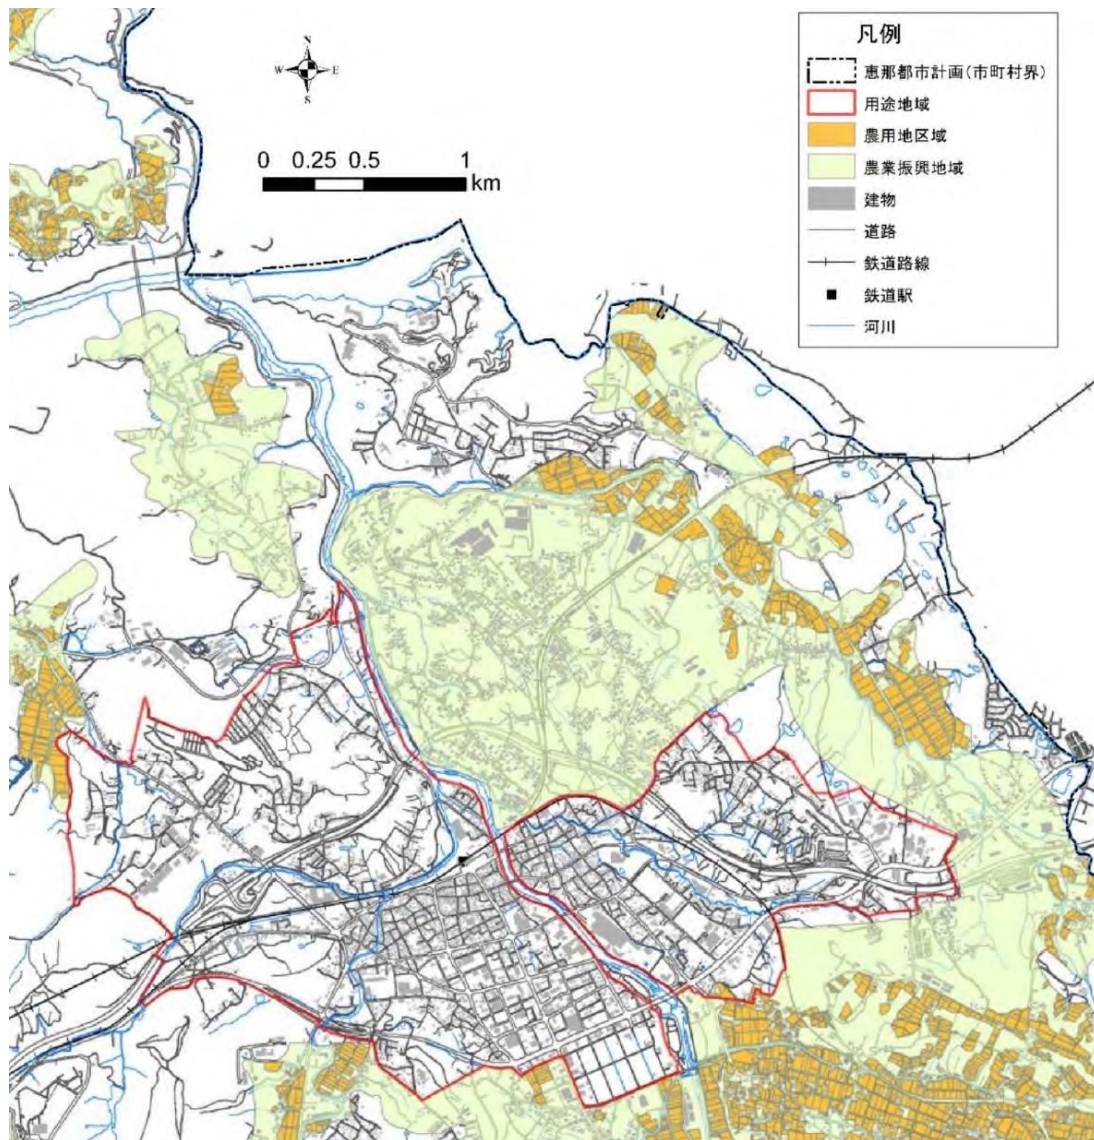 N
W E
S
0 0.25 0.5 1
km
凡例
恵那都市計画(市町村界)
用途地域
農用地区域
農業振興地域
建物
道路
鉄道路線
鉄道駅
河川